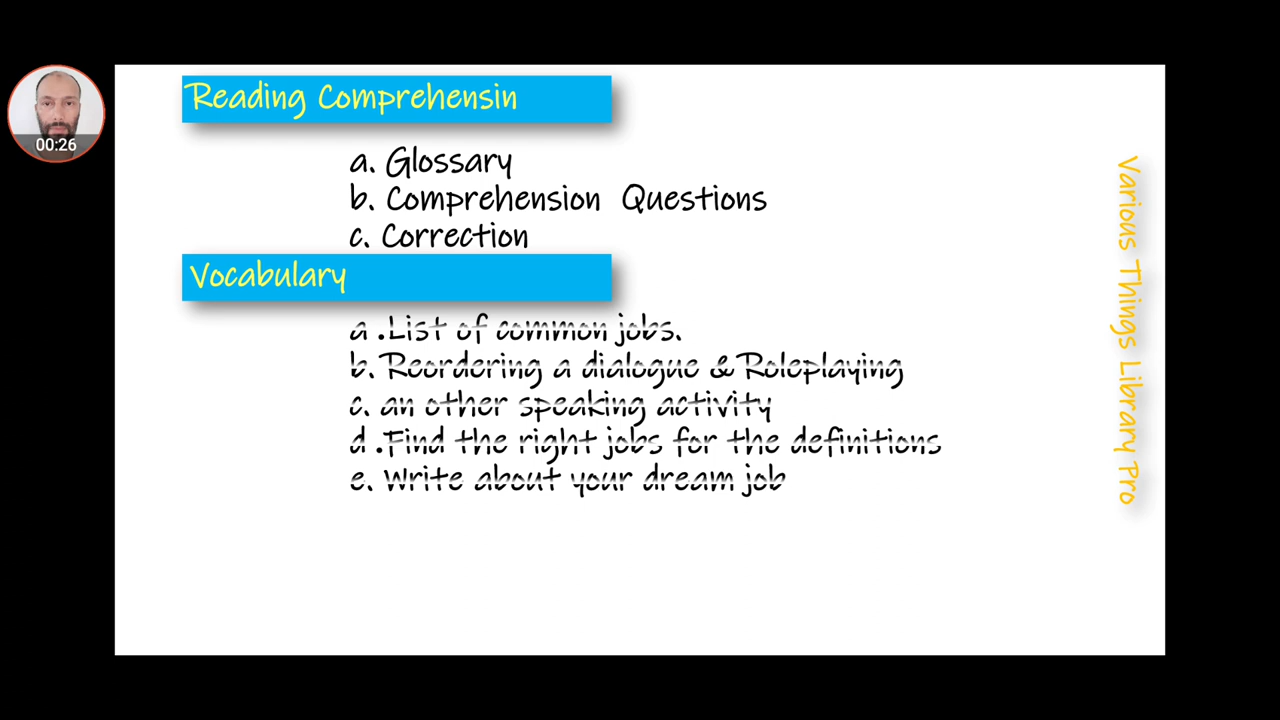 Reading Comprehensin
00:26
a. Glossary
b. Comprehension Questions
c. Correction
Vocabulary
a .List of common jobs.
b. Reordering a dialogue & Roleplaying
c. an other speaking activity
d .Find the right jobs for the definitions
e. Write about your dream job
Various Things Library Pro